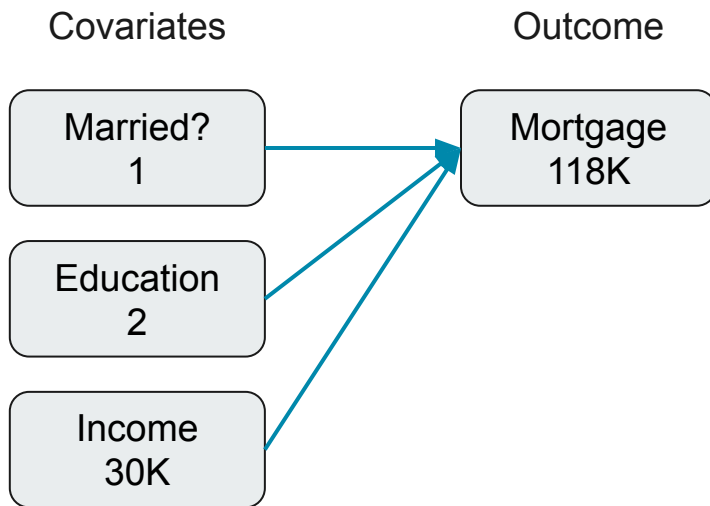 Covariates
Outcome
Married?
1
Mortgage
118K
Education
2
Income
30K